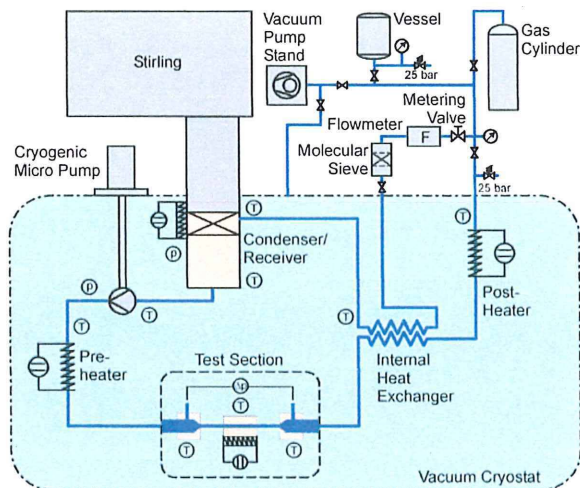 Stirling
Vacuum
Pump
Stand
Vessel
25 bar
Gas
Cylinder
Metering
Valve
Flowmeter
F
Molecular
Sieve
25 bar
Cryogenic
Micro Pump
T
T
p
Condenser/
Receiver
T
p
T
T
T
T
Post-
Heater
Pre-
heater
Test Section
Δp
T
T
T
Internal
Heat
Exchanger
Vacuum Cryostat